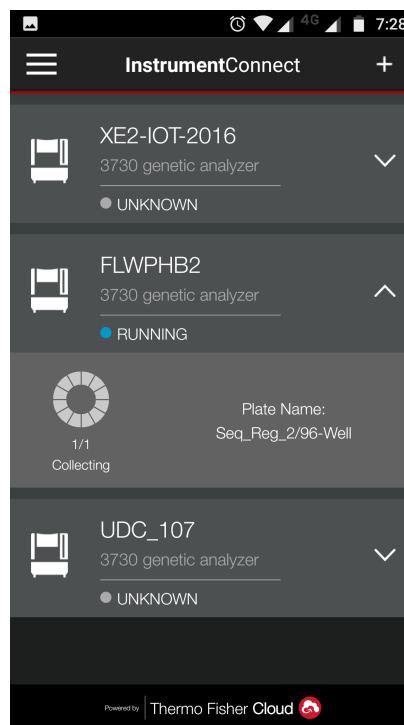 4G 7:28
InstrumentConnect +
XE2-IOT-2016
3730 genetic analyzer
UNKNOWN
FLWPHB2
3730 genetic analyzer
RUNNING
1/1
Collecting
Plate Name:
Seq_Reg_2/96-Well
UDC_107
3730 genetic analyzer
UNKNOWN
Powered by Thermo Fisher Cloud